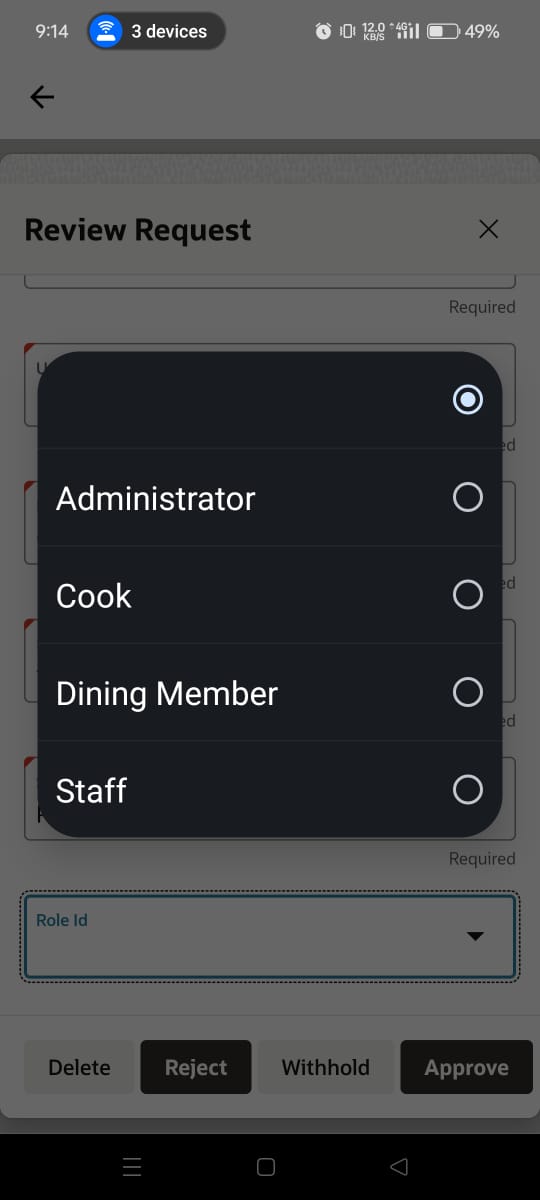 9:14
3 devices
12.0
KB/S
4G+
49%
Review Request
Required
Administrator
Cook
Dining Member
Staff
Required
Role Id
Delete
Reject
Withhold
Approve